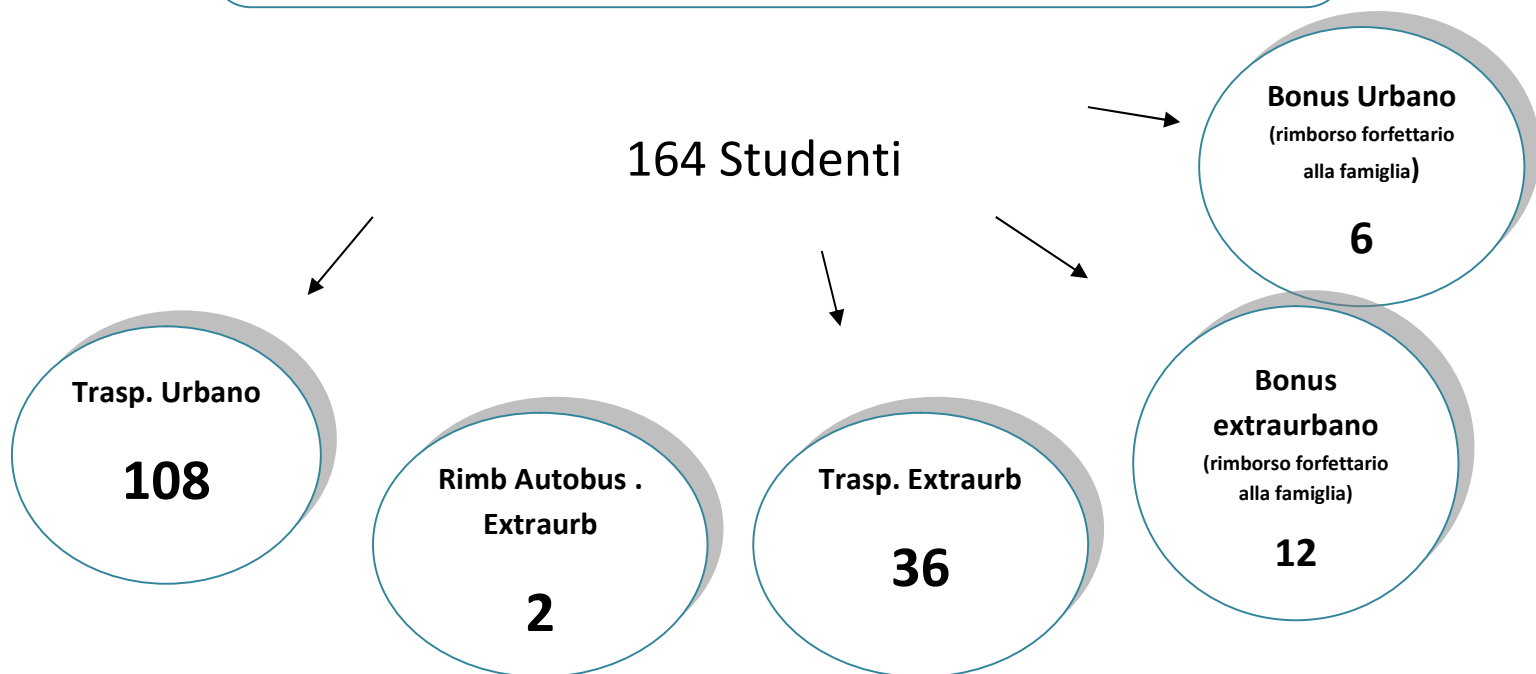 164 Studenti
Bonus Urbano
(rimborso forfettario
alla famiglia)
6
Trasp. Urbano
108
Rimb Autobus .
Extraurb
2
Trasp. Extraurb
36
Bonus
extraurbano
(rimborso forfettario
alla famiglia)
12